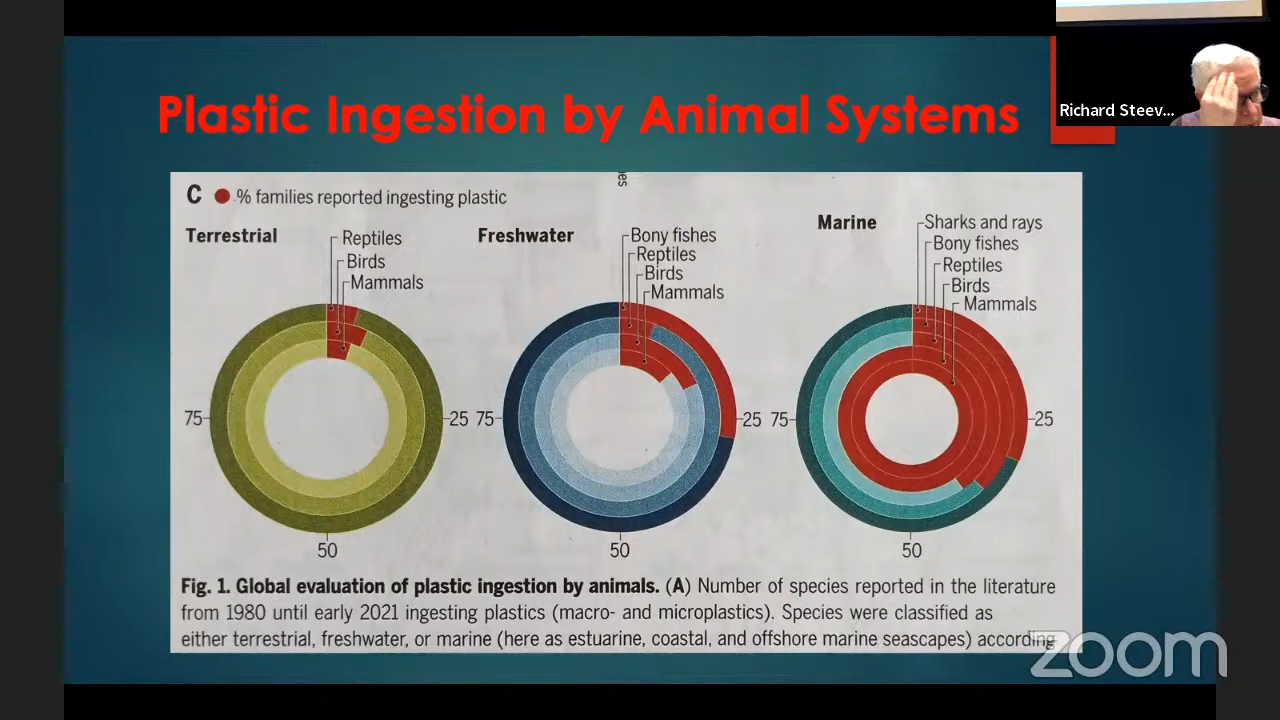 Plastic Ingestion by Animal Systems
Richard Steev...
es
C % families reported ingesting plastic
Terrestrial
Reptiles
Birds
Mammals
75
25
50
Freshwater
Bony fishes
Reptiles
Birds
Mammals
75
25
50
Marine
Sharks and rays
Bony fishes
Reptiles
Birds
Mammals
75
25
50
Fig. 1. Global evaluation of plastic ingestion by animals. (A) Number of species reported in the literature
from 1980 until early 2021 ingesting plastics (macro- and microplastics). Species were classified as
either terrestrial, freshwater, or marine (here as estuarine, coastal, and offshore marine seascapes) according
zoom